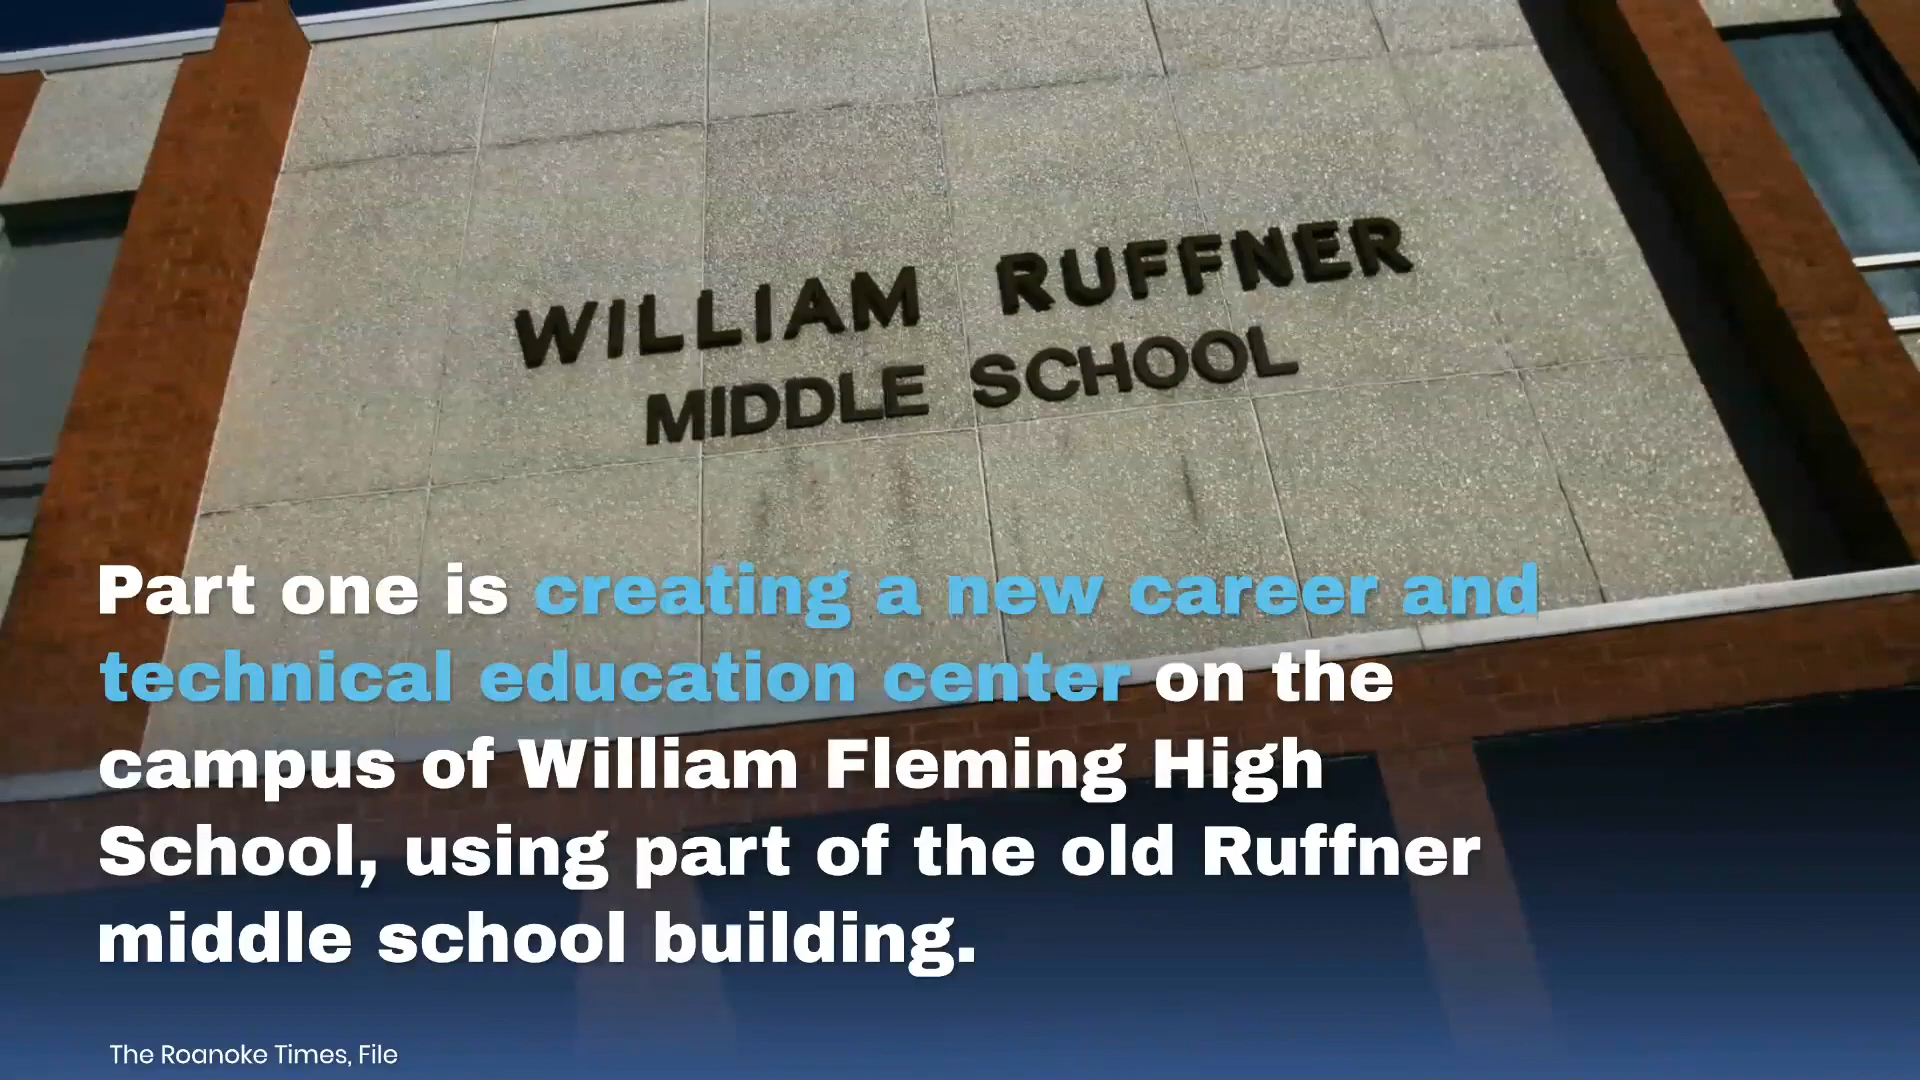 WILLIAM RUFFNER
MIDDLE SCHOOL
Part one is creating a new career and
technical education center on the
campus of William Fleming High
School, using part of the old Ruffner
middle school building.
The Roanoke Times, File